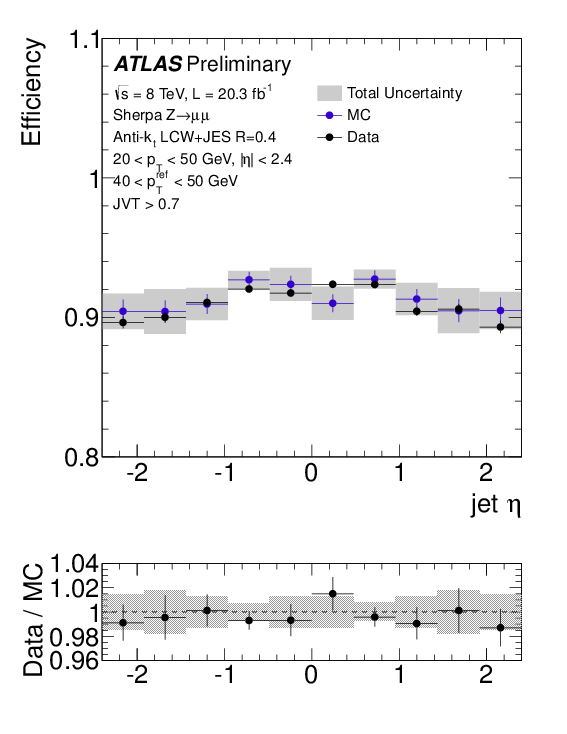 1.1
Efficiency
ATLAS Preliminary
√s = 8 TeV, L = 20.3 fb-1
Total Uncertainty
Sherpa Z→μμ
MC
Anti-kt LCW+JES R=0.4
Data
20 < pT < 50 GeV, |η| < 2.4
1
40 < pTref < 50 GeV
JVT > 0.7
0.9
0.8
-2 -1 0 1 2
jet η
Data / MC
1.04
1.02
1
0.98
0.96
-2 -1 0 1 2